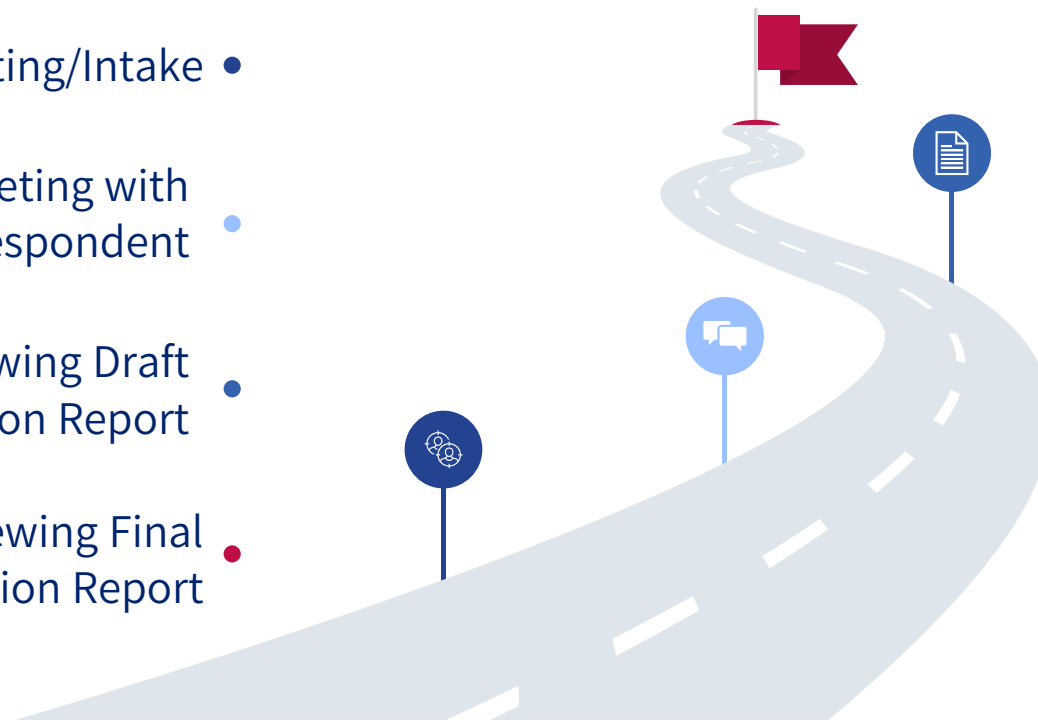 ting/Intake
eting with
espondent
wing Draft
on Report
ewing Final
ion Report